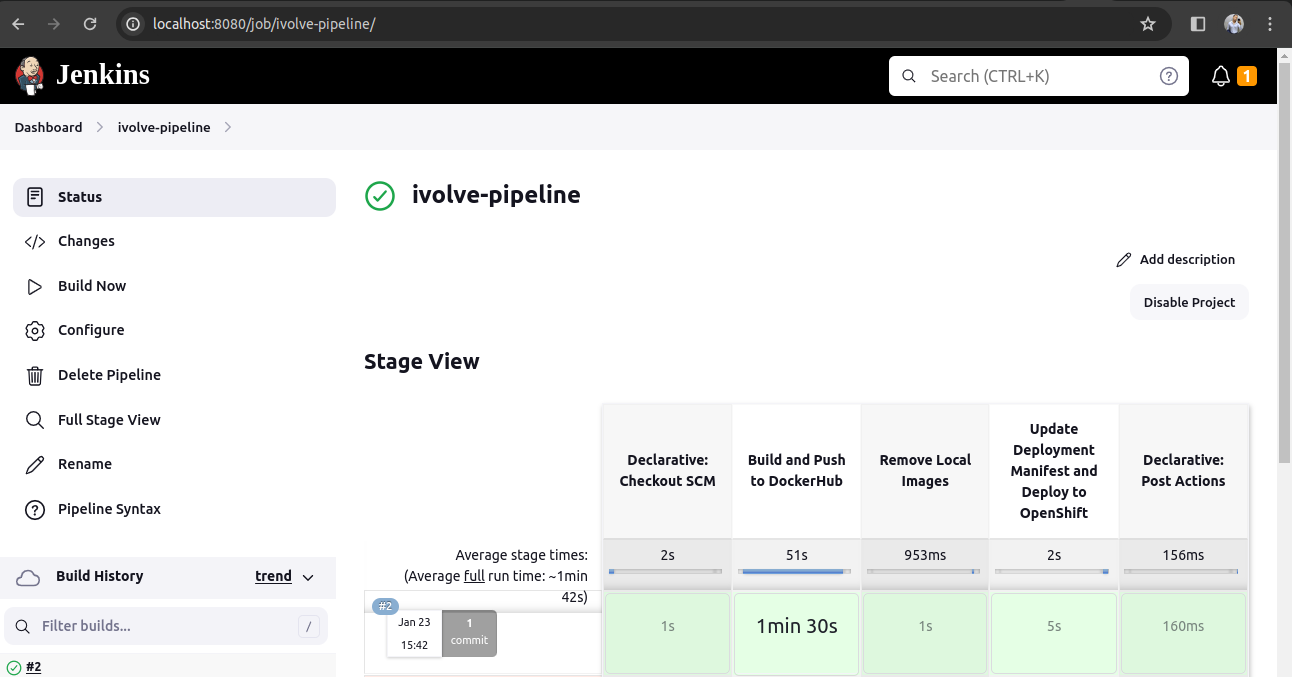 localhost:8080/job/ivolve-pipeline/
Jenkins
Search (CTRL+K)
?
1
Dashboard
ivolve-pipeline
Status
Changes
Build Now
Configure
Delete Pipeline
Full Stage View
Rename
Pipeline Syntax
Build History
trend
Filter builds...
/
#2
ivolve-pipeline
Add description
Disable Project
Stage View
Declarative:
Checkout SCM
Build and Push
to DockerHub
Remove Local
Images
Update
Deployment
Manifest and
Deploy to
OpenShift
Declarative:
Post Actions
Average stage times:
(Average full run time: ~1min
42s)
2s
51s
953ms
2s
156ms
#2
Jan 23
15:42
1
commit
1s
1min 30s
1s
5s
160ms